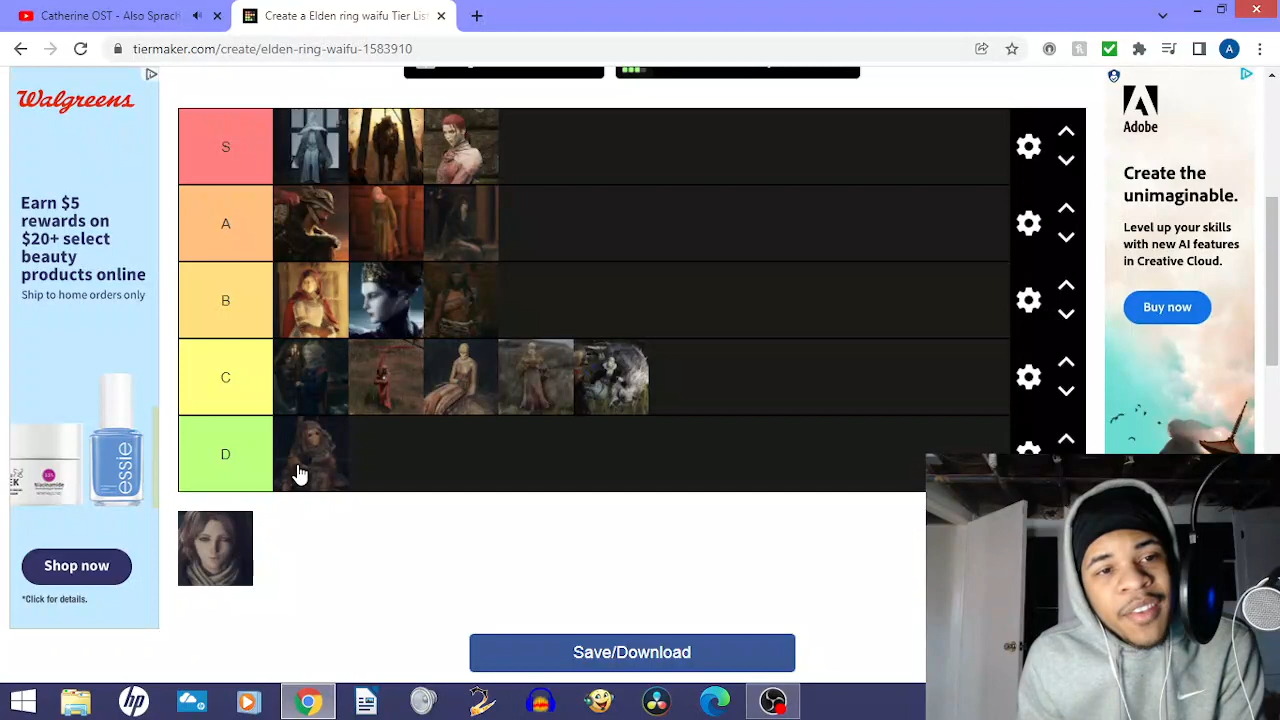 Catherine OST - Also S
Create a Elden ring waifu Tier Lis
tiermaker.com/create/elden-ring-waifu-1583910
A
Walgreens
Earn $5
rewards on
$20+ select
beauty
products online
Ship to home orders only
essie
Shop now
*Click for details.
S
A
B
C
D
Save/Download
Adobe
Create the
unimaginable.
Level up your skills
with new AI features
in Creative Cloud.
Buy now
hp